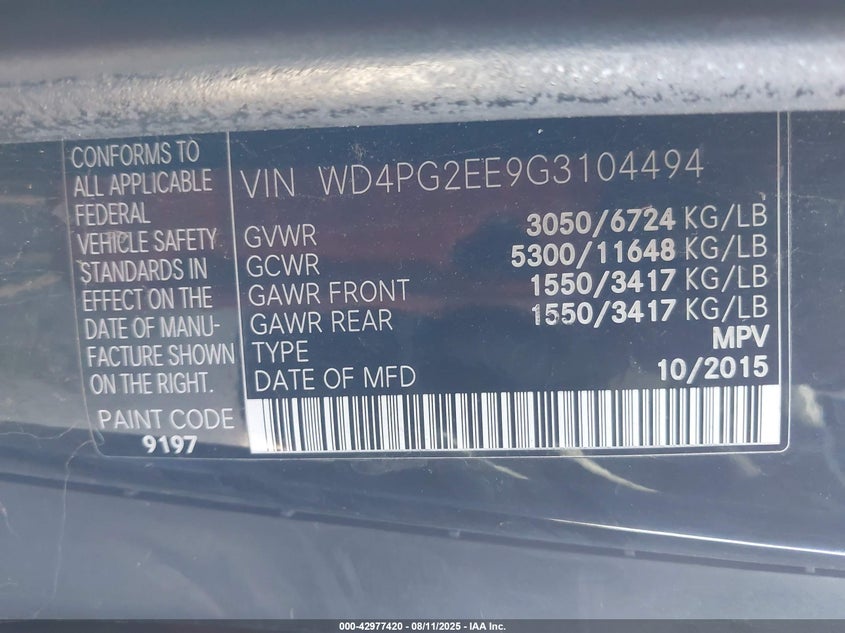 CONFORMS TO
ALL APPLICABLE
FEDERAL
VEHICLE SAFETY
STANDARDS IN
EFFECT ON THE
DATE OF MANU-
FACTURE SHOWN
ON THE RIGHT.
PAINT CODE
9197
VIN WD4PG2EE9G3104494
GVWR 3050/6724 KG/LB
GCWR 5300/11648 KG/LB
GAWR FRONT 1550/3417 KG/LB
GAWR REAR 1550/3417 KG/LB
TYPE MPV
DATE OF MFD 10/2015
000-42977420 - 08/11/2025 - IAA Inc.